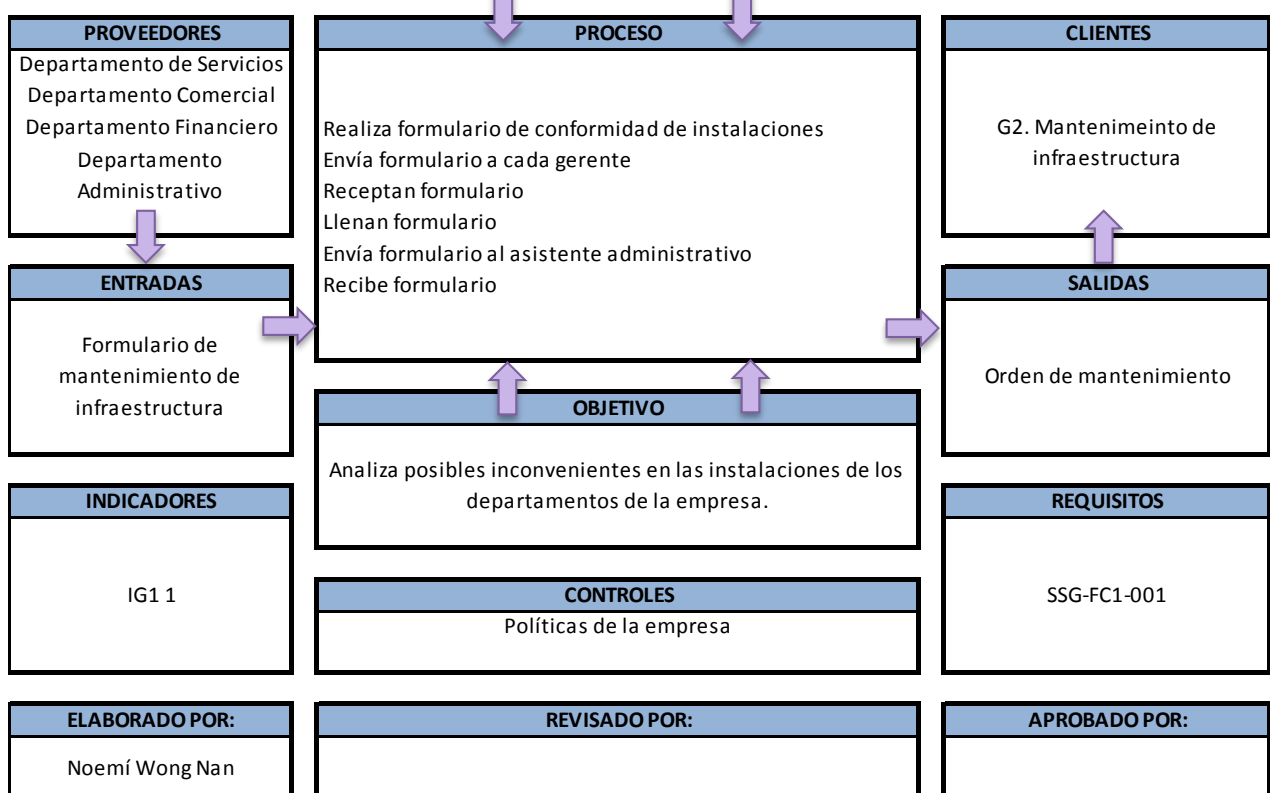 PROVEEDORES
Departamento de Servicios
Departamento Comercial
Departamento Financiero
Departamento
Administrativo
PROCESO
Realiza formulario de conformidad de instalaciones
Envía formulario a cada gerente
Receptan formulario
Llenan formulario
Envía formulario al asistente administrativo
Recibe formulario
CLIENTES
G2. Mantenimeinto de
infraestructura
ENTRADAS
Formulario de
mantenimiento de
infraestructura
OBJETIVO
Analiza posibles inconvenientes en las instalaciones de los
departamentos de la empresa.
SALIDAS
Orden de mantenimiento
INDICADORES
IG1 1
CONTROLES
Políticas de la empresa
REQUISITOS
SSG-FC1-001
ELABORADO POR:
Noemí Wong Nan
REVISADO POR:
APROBADO POR: